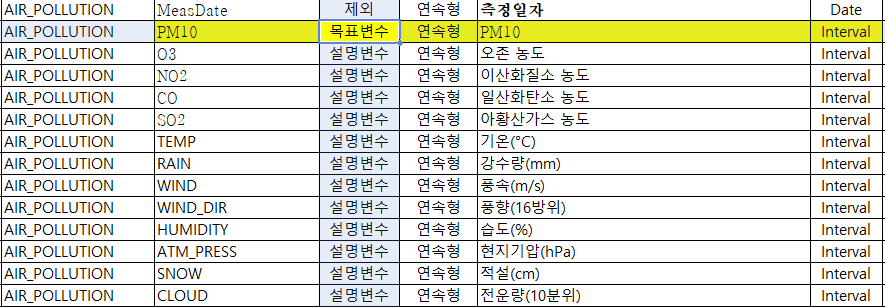 AIR_POLLUTION MeasDate 제외 연속형 측정일자 Date
AIR_POLLUTION PM10 목표변수 연속형 PM10 Interval
AIR_POLLUTION O3 설명변수 연속형 오존 농도 Interval
AIR_POLLUTION NO2 설명변수 연속형 이산화질소 농도 Interval
AIR_POLLUTION CO 설명변수 연속형 일산화탄소 농도 Interval
AIR_POLLUTION SO2 설명변수 연속형 아황산가스 농도 Interval
AIR_POLLUTION TEMP 설명변수 연속형 기온(°C) Interval
AIR_POLLUTION RAIN 설명변수 연속형 강수량(mm) Interval
AIR_POLLUTION WIND 설명변수 연속형 풍속(m/s) Interval
AIR_POLLUTION WIND_DIR 설명변수 연속형 풍향(16방위) Interval
AIR_POLLUTION HUMIDITY 설명변수 연속형 습도(%) Interval
AIR_POLLUTION ATM_PRESS 설명변수 연속형 현지기압(hPa) Interval
AIR_POLLUTION SNOW 설명변수 연속형 적설(cm) Interval
AIR_POLLUTION CLOUD 설명변수 연속형 전운량(10분위) Interval